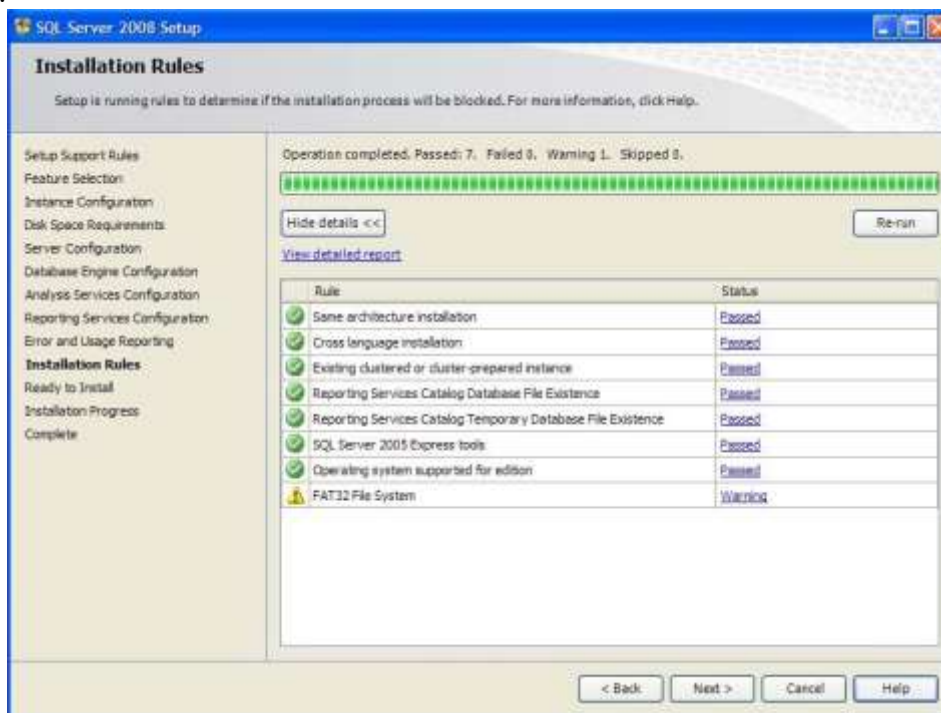 SQL Server 2008 Setup
Installation Rules
Setup is running rules to determine if the installation process will be blocked. For more information, click Help.
Setup Support Rules
Feature Selection
Instance Configuration
Disk Space Requirements
Server Configuration
Database Engine Configuration
Analysis Services Configuration
Reporting Services Configuration
Error and Usage Reporting
Installation Rules
Ready to Install
Installation Progress
Complete
Operation completed. Passed: 7. Failed 0. Warning 1. Skipped 0.
Hide details <<
Re-run
View detailed report
Rule Status
Same architecture installation Passed
Cross language installation Passed
Existing clustered or cluster-prepared instance Passed
Reporting Services Catalog Database File Existence Passed
Reporting Services Catalog Temporary Database File Existence Passed
SQL Server 2005 Express tools Passed
Operating system supported for edition Passed
FAT32 File System Warning
< Back Next > Cancel Help